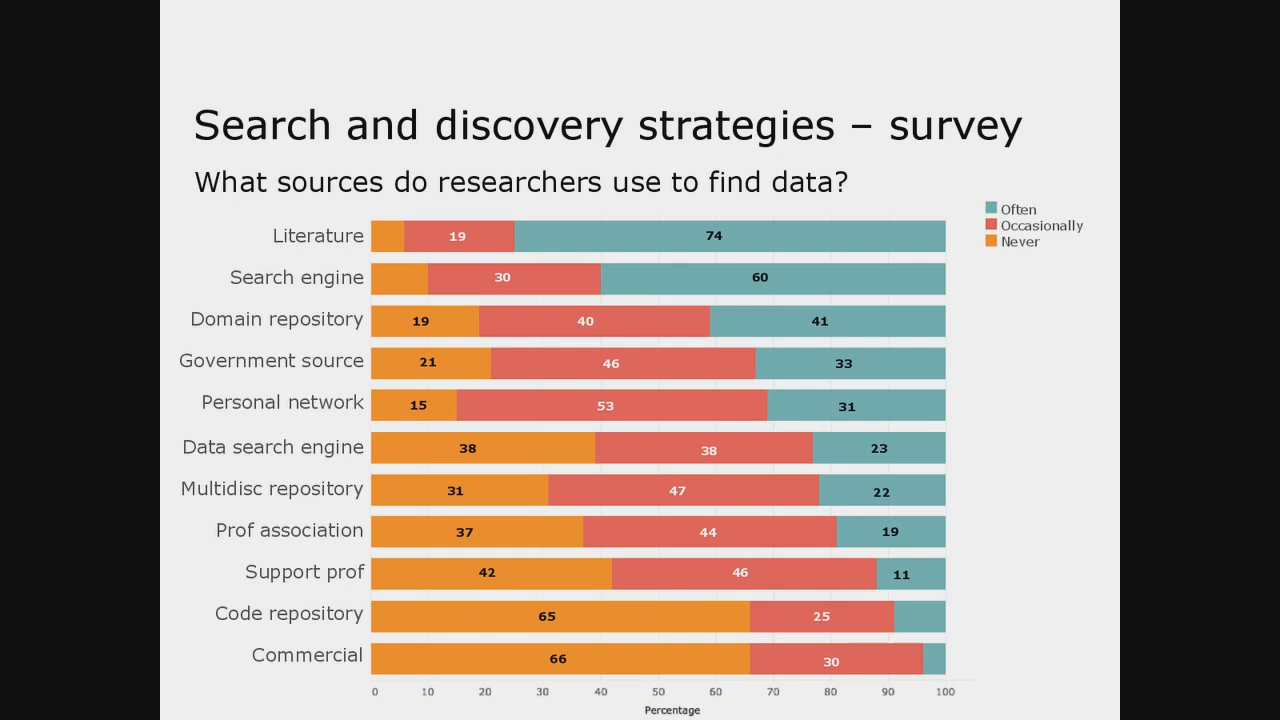 Search and discovery strategies – survey
What sources do researchers use to find data?
Often
Occasionally
Never
Literature 19 74
Search engine 30 60
Domain repository 19 40 41
Government source 21 46 33
Personal network 15 53 31
Data search engine 38 38 23
Multidisc repository 31 47 22
Prof association 37 44 19
Support prof 42 46 11
Code repository 65 25
Commercial 66 30
0 10 20 30 40 50 60 70 80 90 100
Percentage